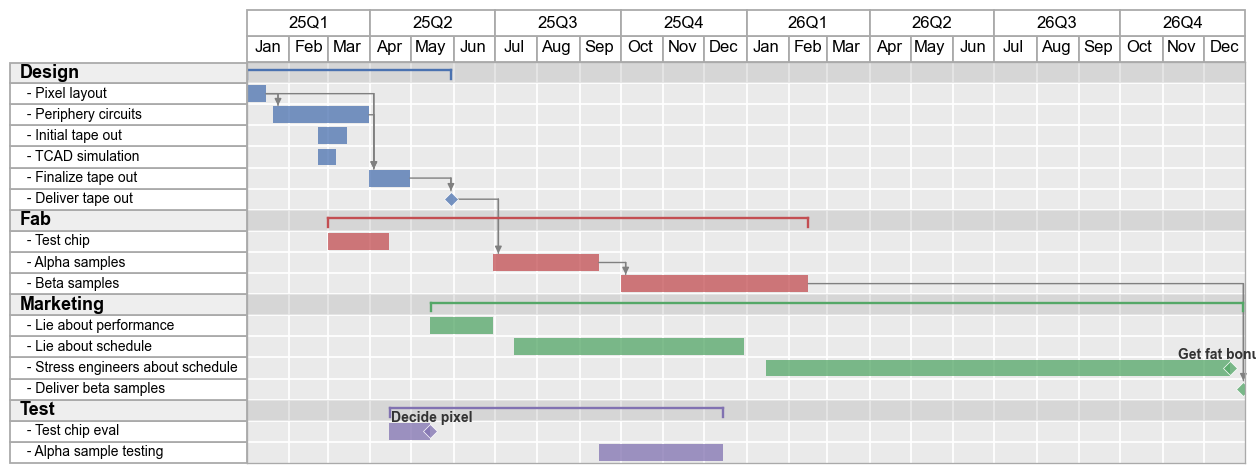 25Q1 25Q2 25Q3 25Q4 26Q1 26Q2 26Q3 26Q4
Jan Feb Mar Apr May Jun Jul Aug Sep Oct Nov Dec Jan Feb Mar Apr May Jun Jul Aug Sep Oct Nov Dec
Design
- Pixel layout
- Periphery circuits
- Initial tape out
- TCAD simulation
- Finalize tape out
- Deliver tape out
Fab
- Test chip
- Alpha samples
- Beta samples
Marketing
- Lie about performance
- Lie about schedule
Get fat bonu
- Stress engineers about schedule
- Deliver beta samples
Test
Decide pixel
- Test chip eval
- Alpha sample testing